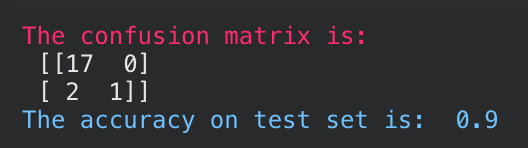 The confusion matrix is:
[[17  0]
[ 2  1]]
The accuracy on test set is:  0.9